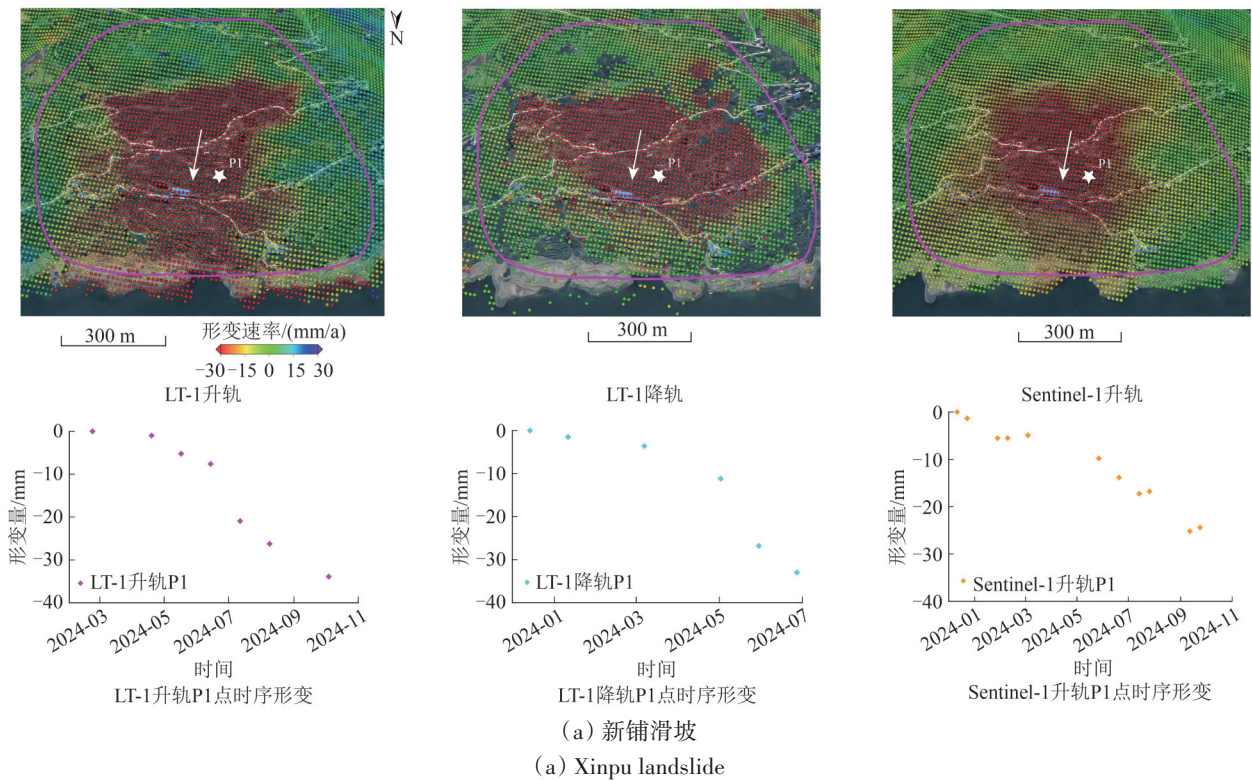 N
P1
P1
P1
300 m
300 m
300 m
形变速率/(mm/a)
−30 −15 0 15 30
LT-1升轨
LT-1降轨
Sentinel-1升轨
形变量/mm
0
−10
−20
−30
−40
LT-1升轨P1
2024-03
2024-05
2024-07
2024-09
2024-11
时间
LT-1升轨P1点时序形变
形变量/mm
0
−10
−20
−30
−40
LT-1降轨P1
2024-01
2024-03
2024-05
2024-07
时间
LT-1降轨P1点时序形变
形变量/mm
0
−10
−20
−30
−40
Sentinel-1升轨P1
2024-01
2024-03
2024-05
2024-07
2024-09
2024-11
时间
Sentinel-1升轨P1点时序形变
(a) 新铺滑坡
(a) Xinpu landslide